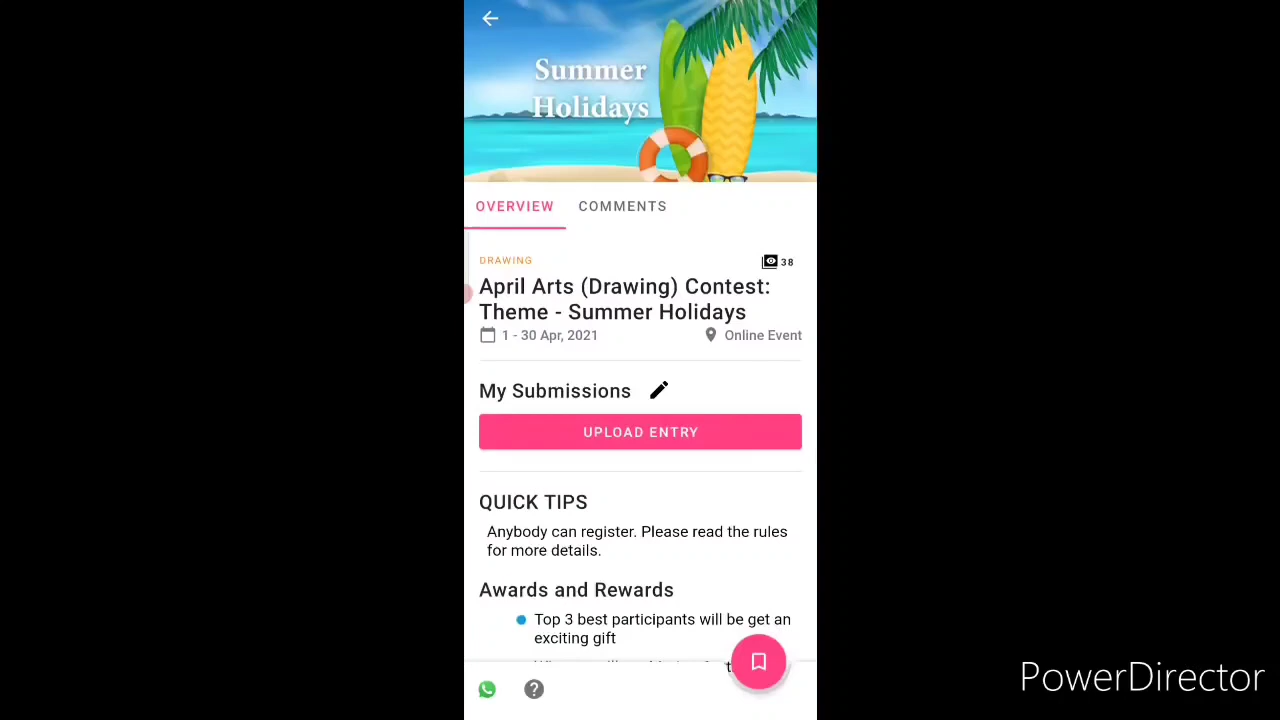 Summer
Holidays
OVERVIEW COMMENTS
DRAWING
38
April Arts (Drawing) Contest:
Theme - Summer Holidays
1 - 30 Apr, 2021 Online Event
My Submissions
UPLOAD ENTRY
QUICK TIPS
Anybody can register. Please read the rules
for more details.
Awards and Rewards
Top 3 best participants will be get an
exciting gift
PowerDirector